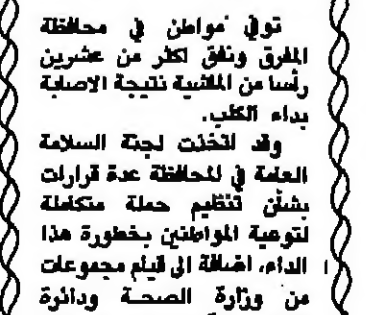 توفي مواطن في محافظة
المفرق ونفق اكثر من عشرين
رأسا من الماشية نتيجة الاصابة
بداء الكلب.
وقد اتخذت لجنة السلامة
العامة في المحافظة عدة قرارات
بشأن تنظيم حملة متكاملة
لتوعية المواطنين بخطورة هذا
الداء، اضافة الى قيام مجموعات
من وزارة الصحة ودائرة